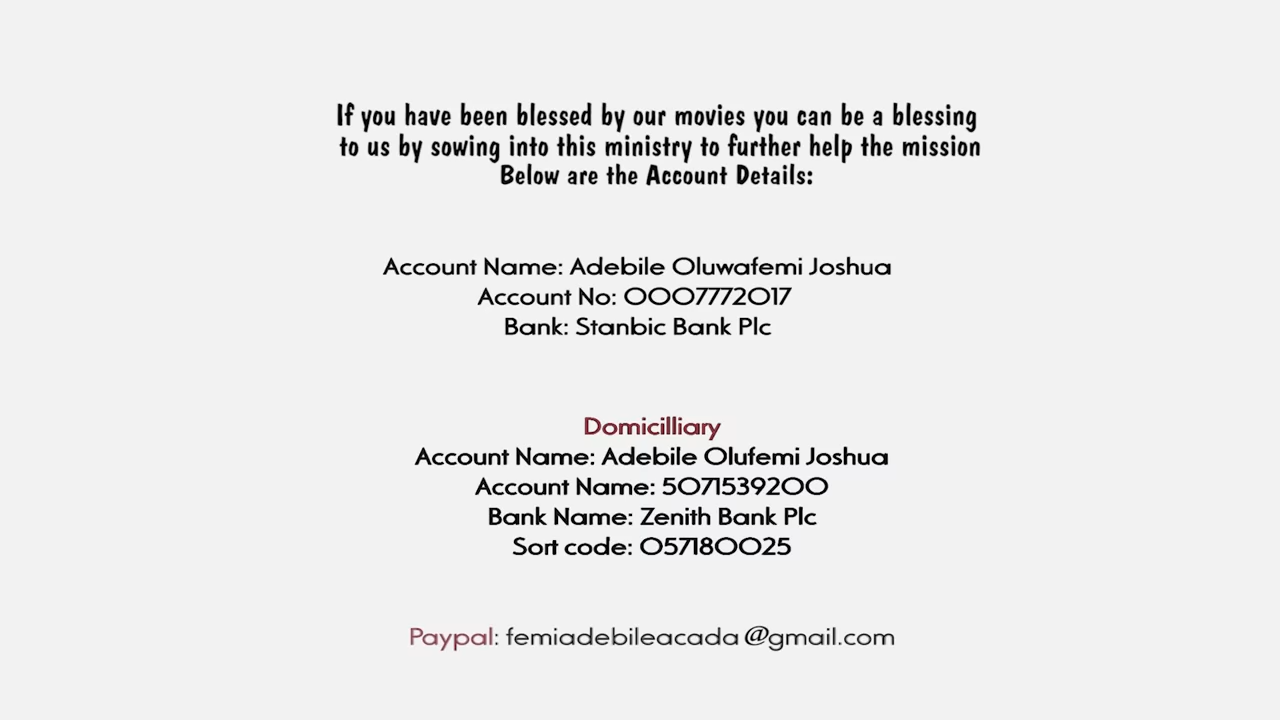 If you have been blessed by our movies you can be a blessing
to us by sowing into this ministry to further help the mission
Below are the Account Details:
Account Name: Adebile Oluwafemi Joshua
Account No: 0007772017
Bank: Stanbic Bank Plc
Domicilliary
Account Name: Adebile Olufemi Joshua
Account Name: 5071539200
Bank Name: Zenith Bank Plc
Sort code: 057180025
Paypal: femiadebileacada@gmail.com